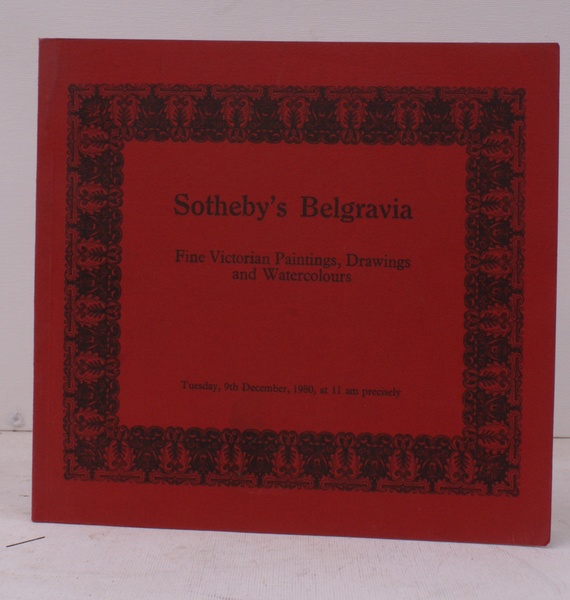 Sotheby's Belgravia
Fine Victorian Paintings, Drawings
and Watercolours
Tuesday, 9th December, 1980, at 11 am precisely